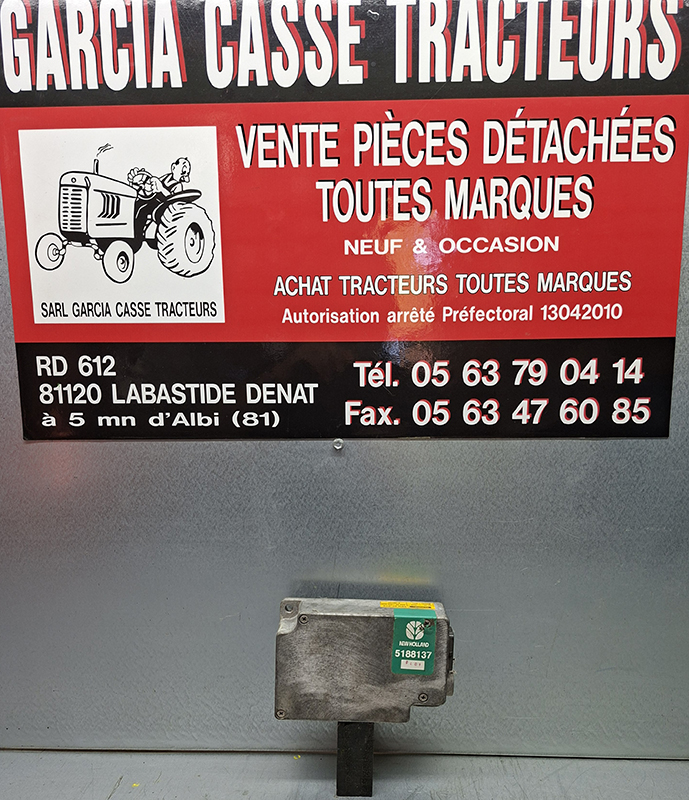 GARCIA CASSE TRACTEURS
VENTE PIÈCES DÉTACHÉES
TOUTES MARQUES
NEUF & OCCASION
ACHAT TRACTEURS TOUTES MARQUES
Autorisation arrêté Préfectoral 13042010
SARL GARCIA CASSE TRACTEURS
RD 612
81120 LABASTIDE DENAT
à 5 mn d'Albi (81)
Tél. 05 63 79 04 14
Fax. 05 63 47 60 85
NEW HOLLAND
5188137